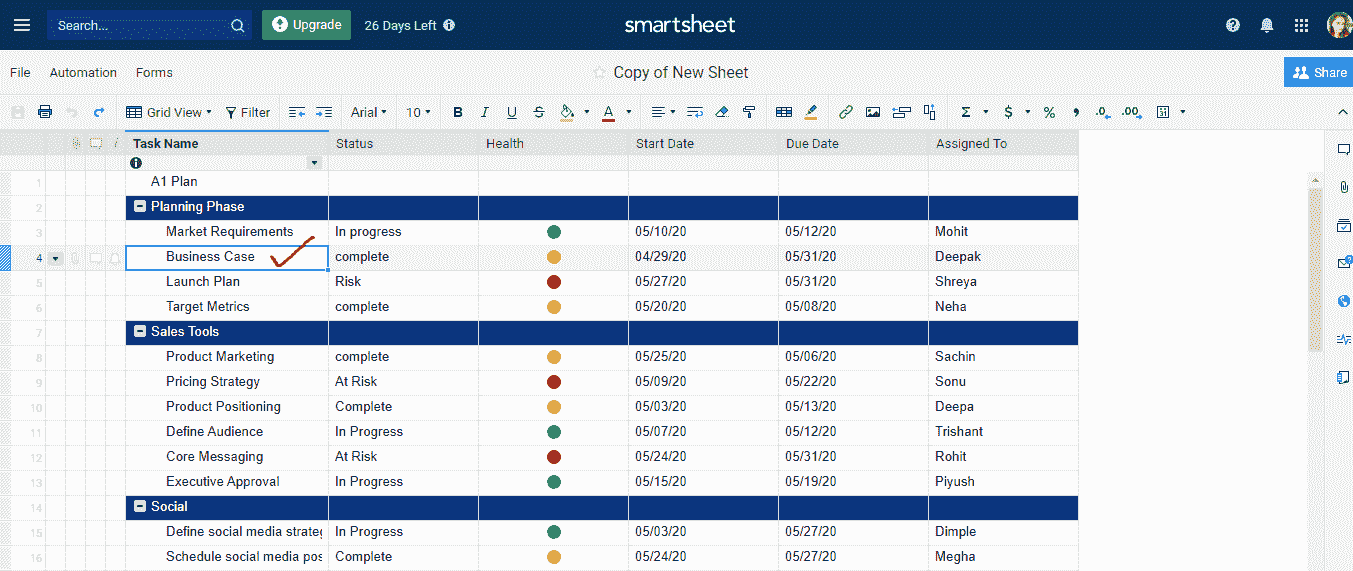 Search... Upgrade 26 Days Left smartsheet
File Automation Forms Copy of New Sheet Share
Grid View Filter Arial 10 B I U S A Σ $ % , .0 .00
Task Name Status Health Start Date Due Date Assigned To
1 A1 Plan
2 Planning Phase
3 Market Requirements In progress 05/10/20 05/12/20 Mohit
4 Business Case complete 04/29/20 05/31/20 Deepak
5 Launch Plan Risk 05/27/20 05/31/20 Shreya
6 Target Metrics complete 05/20/20 05/08/20 Neha
7 Sales Tools
8 Product Marketing complete 05/25/20 05/06/20 Sachin
9 Pricing Strategy At Risk 05/09/20 05/22/20 Sonu
10 Product Positioning Complete 05/03/20 05/13/20 Deepa
11 Define Audience In Progress 05/07/20 05/12/20 Trishant
12 Core Messaging At Risk 05/24/20 05/31/20 Rohit
13 Executive Approval In Progress 05/15/20 05/19/20 Piyush
14 Social
15 Define social media strateg In Progress 05/03/20 05/27/20 Dimple
16 Schedule social media pos Complete 05/24/20 05/27/20 Megha